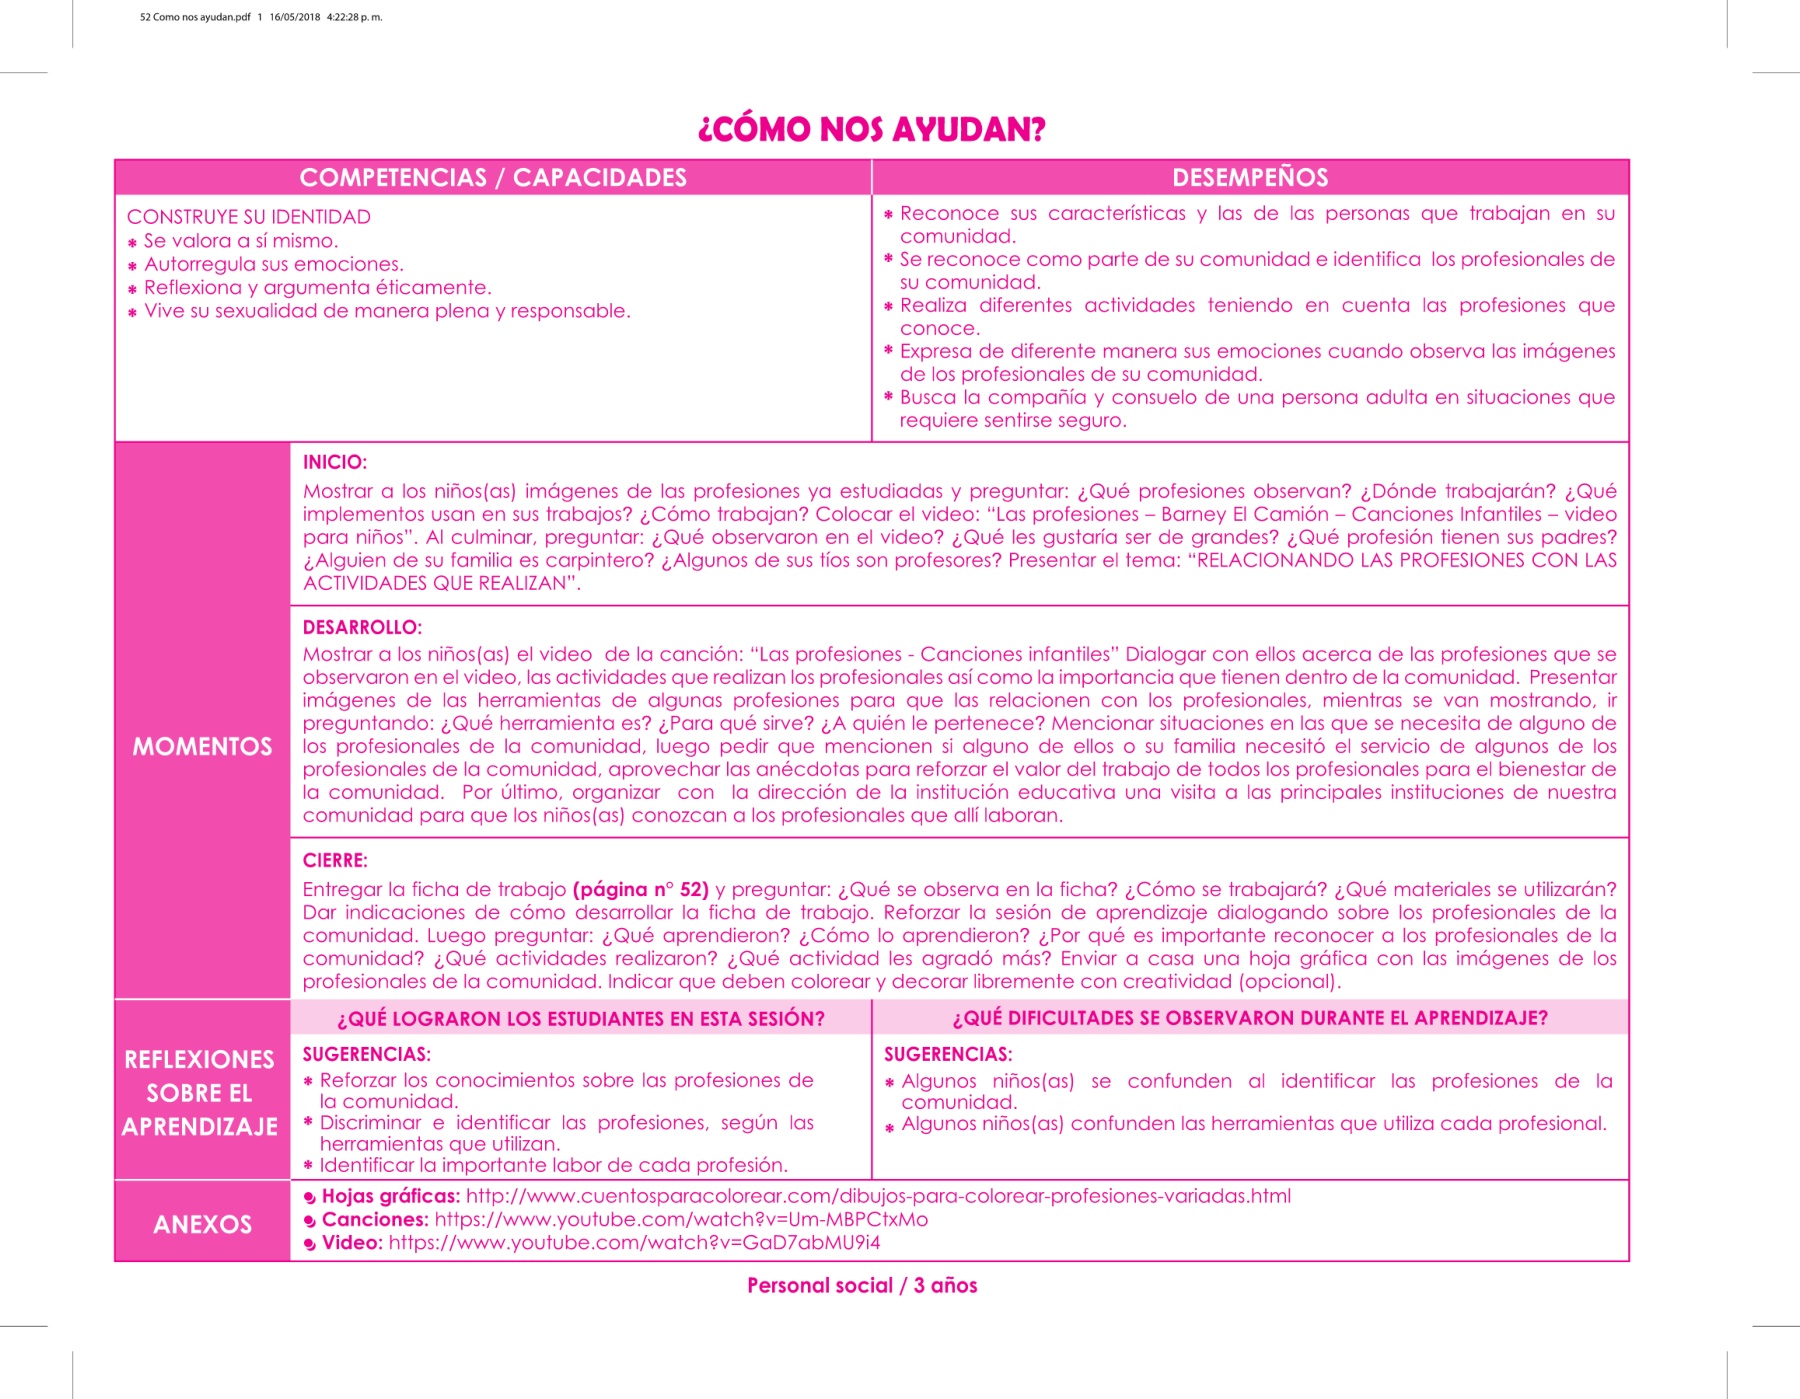 52 Como nos ayudan.pdf 1 16/05/2018 4:22:28 p. m.
¿CÓMO NOS AYUDAN?
COMPETENCIAS / CAPACIDADES
DESEMPEÑOS
CONSTRUYE SU IDENTIDAD
* Se valora a sí mismo.
* Autorregula sus emociones.
* Reflexiona y argumenta éticamente.
* Vive su sexualidad de manera plena y responsable.
* Reconoce sus características y las de las personas que trabajan en su
comunidad.
* Se reconoce como parte de su comunidad e identifica los profesionales de
su comunidad.
* Realiza diferentes actividades teniendo en cuenta las profesiones que
conoce.
* Expresa de diferente manera sus emociones cuando observa las imágenes
de los profesionales de su comunidad.
* Busca la compañía y consuelo de una persona adulta en situaciones que
requiere sentirse seguro.
MOMENTOS
INICIO:
Mostrar a los niños(as) imágenes de las profesiones ya estudiadas y preguntar: ¿Qué profesiones observan? ¿Dónde trabajarán? ¿Qué
implementos usan en sus trabajos? ¿Cómo trabajan? Colocar el video: “Las profesiones – Barney El Camión – Canciones Infantiles – video
para niños”. Al culminar, preguntar: ¿Qué observaron en el video? ¿Qué les gustaría ser de grandes? ¿Qué profesión tienen sus padres?
¿Alguien de su familia es carpintero? ¿Algunos de sus tíos son profesores? Presentar el tema: “RELACIONANDO LAS PROFESIONES CON LAS
ACTIVIDADES QUE REALIZAN”.
DESARROLLO:
Mostrar a los niños(as) el video de la canción: “Las profesiones - Canciones infantiles” Dialogar con ellos acerca de las profesiones que se
observaron en el video, las actividades que realizan los profesionales así como la importancia que tienen dentro de la comunidad. Presentar
imágenes de las herramientas de algunas profesiones para que las relacionen con los profesionales, mientras se van mostrando, ir
preguntando: ¿Qué herramienta es? ¿Para qué sirve? ¿A quién le pertenece? Mencionar situaciones en las que se necesita de alguno de
los profesionales de la comunidad, luego pedir que mencionen si alguno de ellos o su familia necesitó el servicio de algunos de los
profesionales de la comunidad, aprovechar las anécdotas para reforzar el valor del trabajo de todos los profesionales para el bienestar de
la comunidad. Por último, organizar con la dirección de la institución educativa una visita a las principales instituciones de nuestra
comunidad para que los niños(as) conozcan a los profesionales que allí laboran.
CIERRE:
Entregar la ficha de trabajo (página n° 52) y preguntar: ¿Qué se observa en la ficha? ¿Cómo se trabajará? ¿Qué materiales se utilizarán?
Dar indicaciones de cómo desarrollar la ficha de trabajo. Reforzar la sesión de aprendizaje dialogando sobre los profesionales de la
comunidad. Luego preguntar: ¿Qué aprendieron? ¿Cómo lo aprendieron? ¿Por qué es importante reconocer a los profesionales de la
comunidad? ¿Qué actividades realizaron? ¿Qué actividad les agradó más? Enviar a casa una hoja gráfica con las imágenes de los
profesionales de la comunidad. Indicar que deben colorear y decorar libremente con creatividad (opcional).
REFLEXIONES
SOBRE EL
APRENDIZAJE
¿QUÉ LOGRARON LOS ESTUDIANTES EN ESTA SESIÓN?
SUGERENCIAS:
* Reforzar los conocimientos sobre las profesiones de
la comunidad.
* Discriminar e identificar las profesiones, según las
herramientas que utilizan.
* Identificar la importante labor de cada profesión.
¿QUÉ DIFICULTADES SE OBSERVARON DURANTE EL APRENDIZAJE?
SUGERENCIAS:
* Algunos niños(as) se confunden al identificar las profesiones de la
comunidad.
* Algunos niños(as) confunden las herramientas que utiliza cada profesional.
ANEXOS
Hojas gráficas: http://www.cuentosparacolorear.com/dibujos-para-colorear-profesiones-variadas.html
Canciones: https://www.youtube.com/watch?v=Um-MBPCtxMo
Video: https://www.youtube.com/watch?v=GaD7abMU9i4
Personal social / 3 años